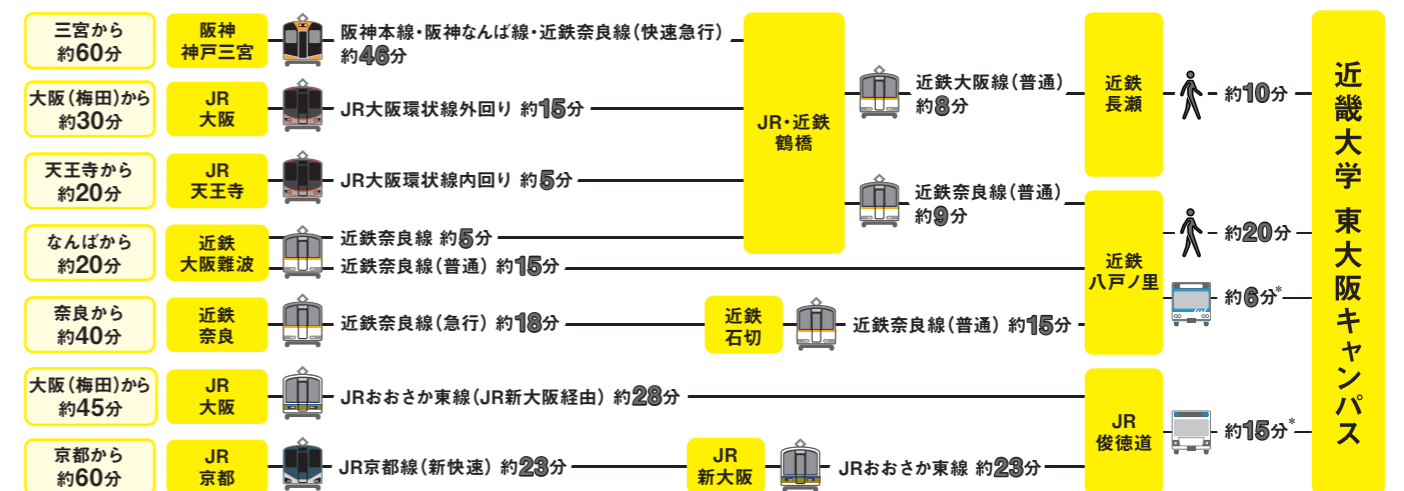 三宮から
約60分
阪神
神戸三宮
阪神本線・阪神なんば線・近鉄奈良線(快速急行)
約46分
大阪(梅田)から
約30分
JR
大阪
JR大阪環状線外回り 約15分
天王寺から
約20分
JR
天王寺
JR大阪環状線内回り 約5分
なんばから
約20分
近鉄
大阪難波
近鉄奈良線 約5分
近鉄奈良線(普通) 約15分
JR・近鉄
鶴橋
近鉄大阪線(普通)
約8分
近鉄
長瀬
約10分
近鉄奈良線(普通)
約9分
近鉄
八戸ノ里
約20分
約6分*
奈良から
約40分
近鉄
奈良
近鉄奈良線(急行) 約18分
近鉄
石切
近鉄奈良線(普通) 約15分
大阪(梅田)から
約45分
JR
大阪
JRおおさか東線(JR新大阪経由) 約28分
京都から
約60分
JR
京都
JR京都線(新快速) 約23分
JR
新大阪
JRおおさか東線 約23分
JR
俊徳道
約15分*
近畿大学 東大阪キャンパス